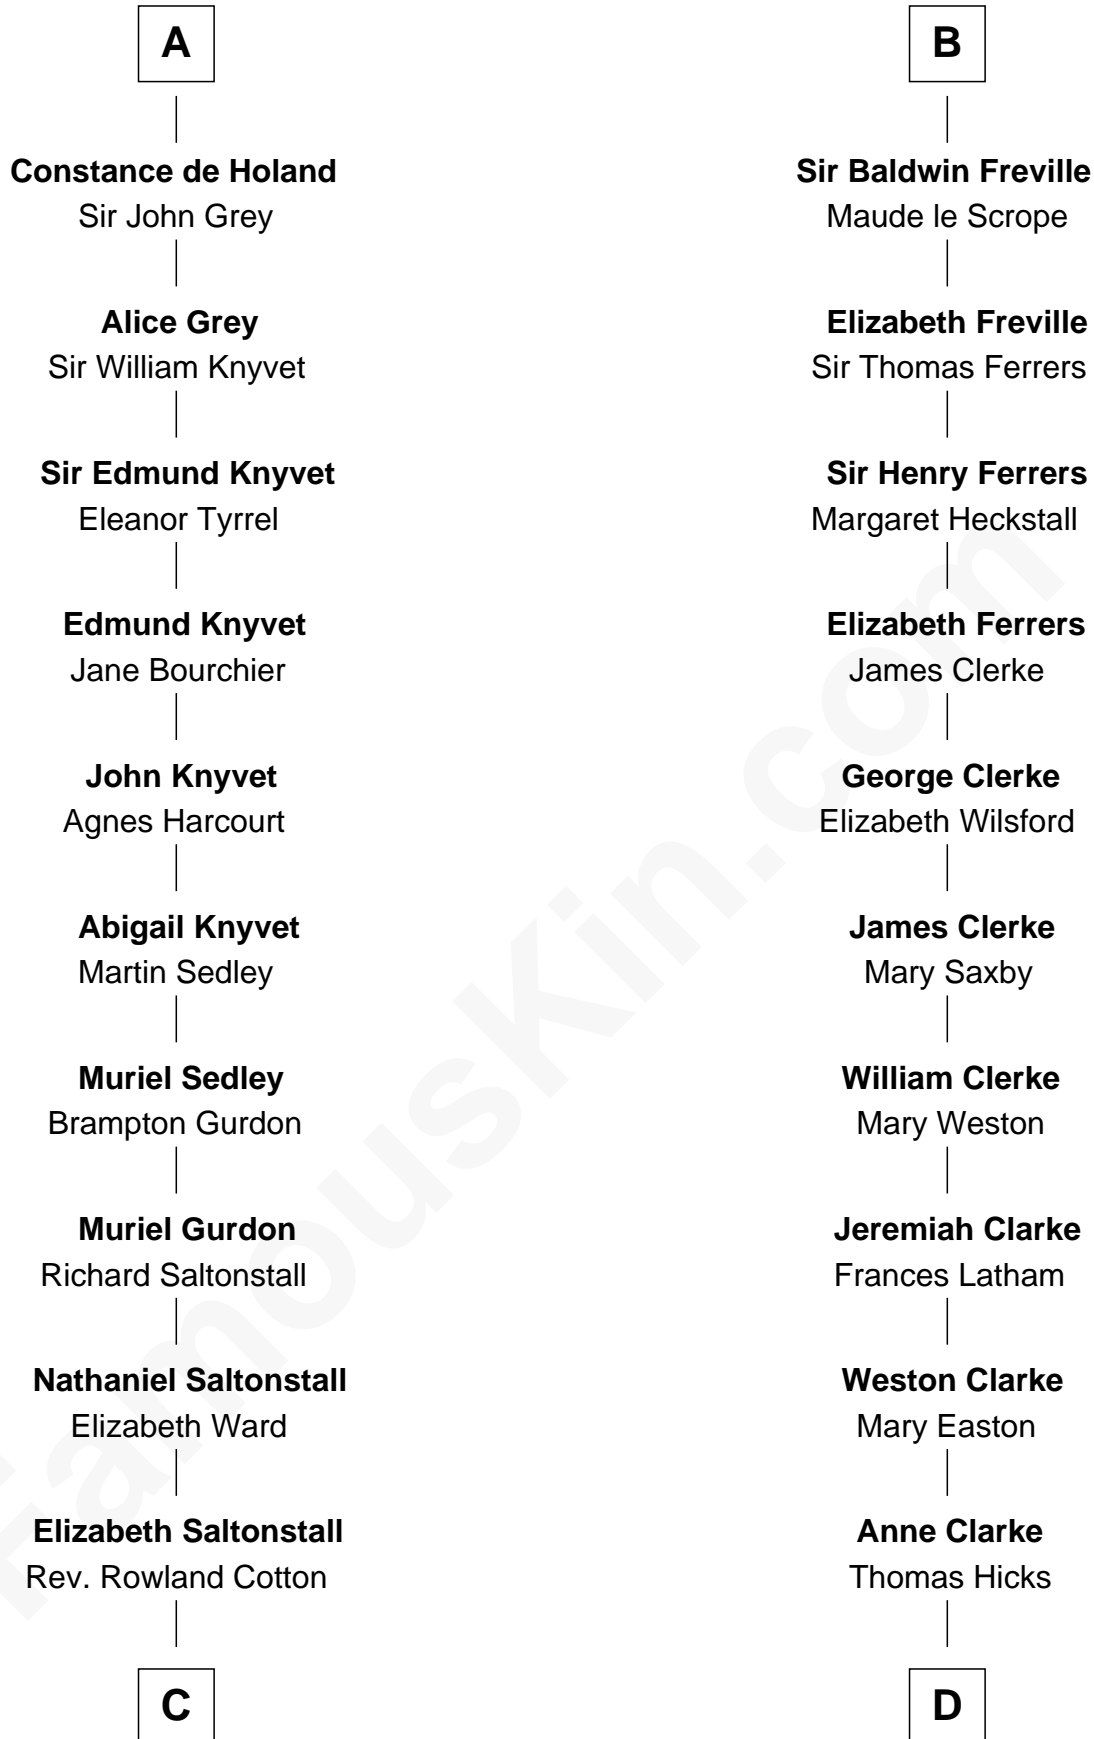 A
Constance de Holand
Sir John Grey
Alice Grey
Sir William Knyvet
Sir Edmund Knyvet
Eleanor Tyrrel
Edmund Knyvet
Jane Bourchier
John Knyvet
Agnes Harcourt
Abigail Knyvet
Martin Sedley
Muriel Sedley
Brampton Gurdon
Muriel Gurdon
Richard Saltonstall
Nathaniel Saltonstall
Elizabeth Ward
Elizabeth Saltonstall
Rev. Rowland Cotton
C
B
Sir Baldwin Freville
Maude le Scrope
Elizabeth Freville
Sir Thomas Ferrers
Sir Henry Ferrers
Margaret Heckstall
Elizabeth Ferrers
James Clerke
George Clerke
Elizabeth Wilsford
James Clerke
Mary Saxby
William Clerke
Mary Weston
Jeremiah Clarke
Frances Latham
Weston Clarke
Mary Easton
Anne Clarke
Thomas Hicks
D
FamousKin.com